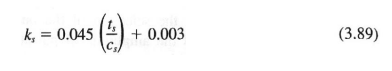 k_s = 0.045 (t_s / c_s) + 0.003 (3.89)